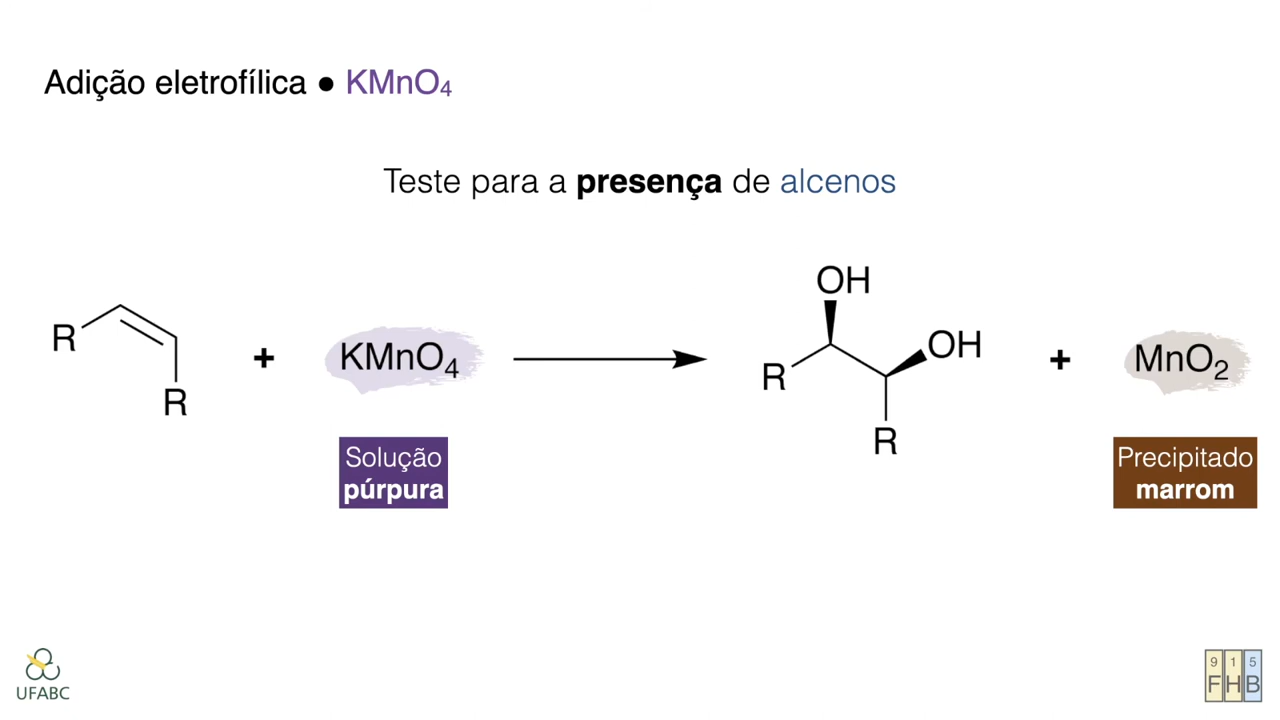 Adição eletrofílica ● KMnO₄
Teste para a presença de alcenos
R
R
+
KMnO₄
Solução
púrpura
OH
OH
R
R
+
MnO₂
Precipitado
marrom
UFABC
9 1 5
F H B